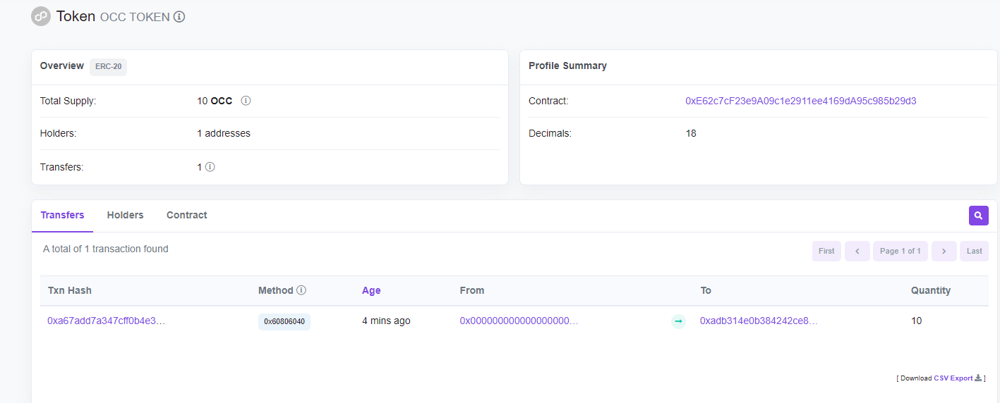 Token OCC TOKEN
Overview ERC-20
Total Supply: 10 OCC
Holders: 1 addresses
Transfers: 1
Profile Summary
Contract: 0xE62c7cF23e9A09c1e2911ee4169dA95c985b29d3
Decimals: 18
Transfers Holders Contract
A total of 1 transaction found
First Page 1 of 1 Last
Txn Hash Method Age From To Quantity
0xa67add7a347cff0b4e3... 0x60806040 4 mins ago 0x000000000000000000... 0xadb314e0b384242ce8... 10
[ Download CSV Export ]